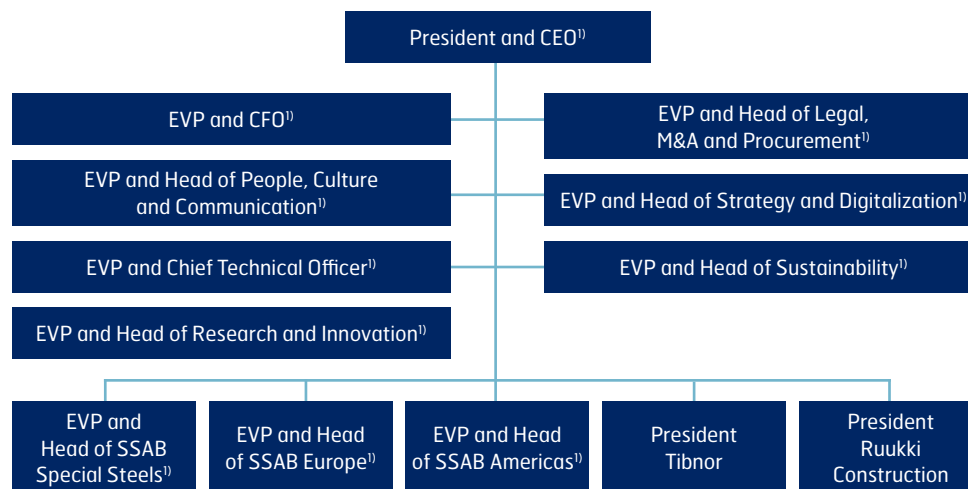 President and CEO1)
EVP and CFO1)
EVP and Head of Legal,
M&A and Procurement1)
EVP and Head of People, Culture
and Communication1)
EVP and Head of Strategy and Digitalization1)
EVP and Chief Technical Officer1)
EVP and Head of Sustainability1)
EVP and Head of Research and Innovation1)
EVP and
Head of SSAB
Special Steels1)
EVP and Head
of SSAB Europe1)
EVP and Head
of SSAB Americas1)
President
Tibnor
President
Ruukki
Construction